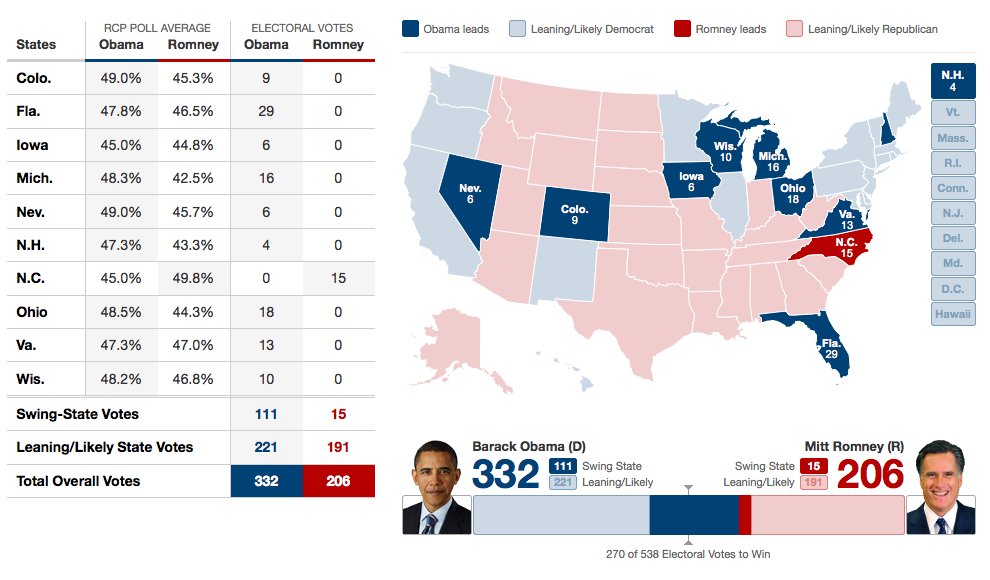 RCP POLL AVERAGE ELECTORAL VOTES
States Obama Romney Obama Romney
Colo. 49.0% 45.3% 9 0
Fla. 47.8% 46.5% 29 0
Iowa 45.0% 44.8% 6 0
Mich. 48.3% 42.5% 16 0
Nev. 49.0% 45.7% 6 0
N.H. 47.3% 43.3% 4 0
N.C. 45.0% 49.8% 0 15
Ohio 48.5% 44.3% 18 0
Va. 47.3% 47.0% 13 0
Wis. 48.2% 46.8% 10 0
Swing-State Votes 111 15
Leaning/Likely State Votes 221 191
Total Overall Votes 332 206
Obama leads Leaning/Likely Democrat Romney leads Leaning/Likely Republican
N.H.
4
Vt.
Mass.
R.I.
Conn.
N.J.
Del.
Md.
D.C.
Hawaii
Wis.
10
Mich.
16
Iowa
6
Ohio
18
Nev.
6
Colo.
9
Va.
13
N.C.
15
Fla.
29
Barack Obama (D) Mitt Romney (R)
332 111 Swing State
221 Leaning/Likely
Swing State 15 206
Leaning/Likely 191
270 of 538 Electoral Votes to Win